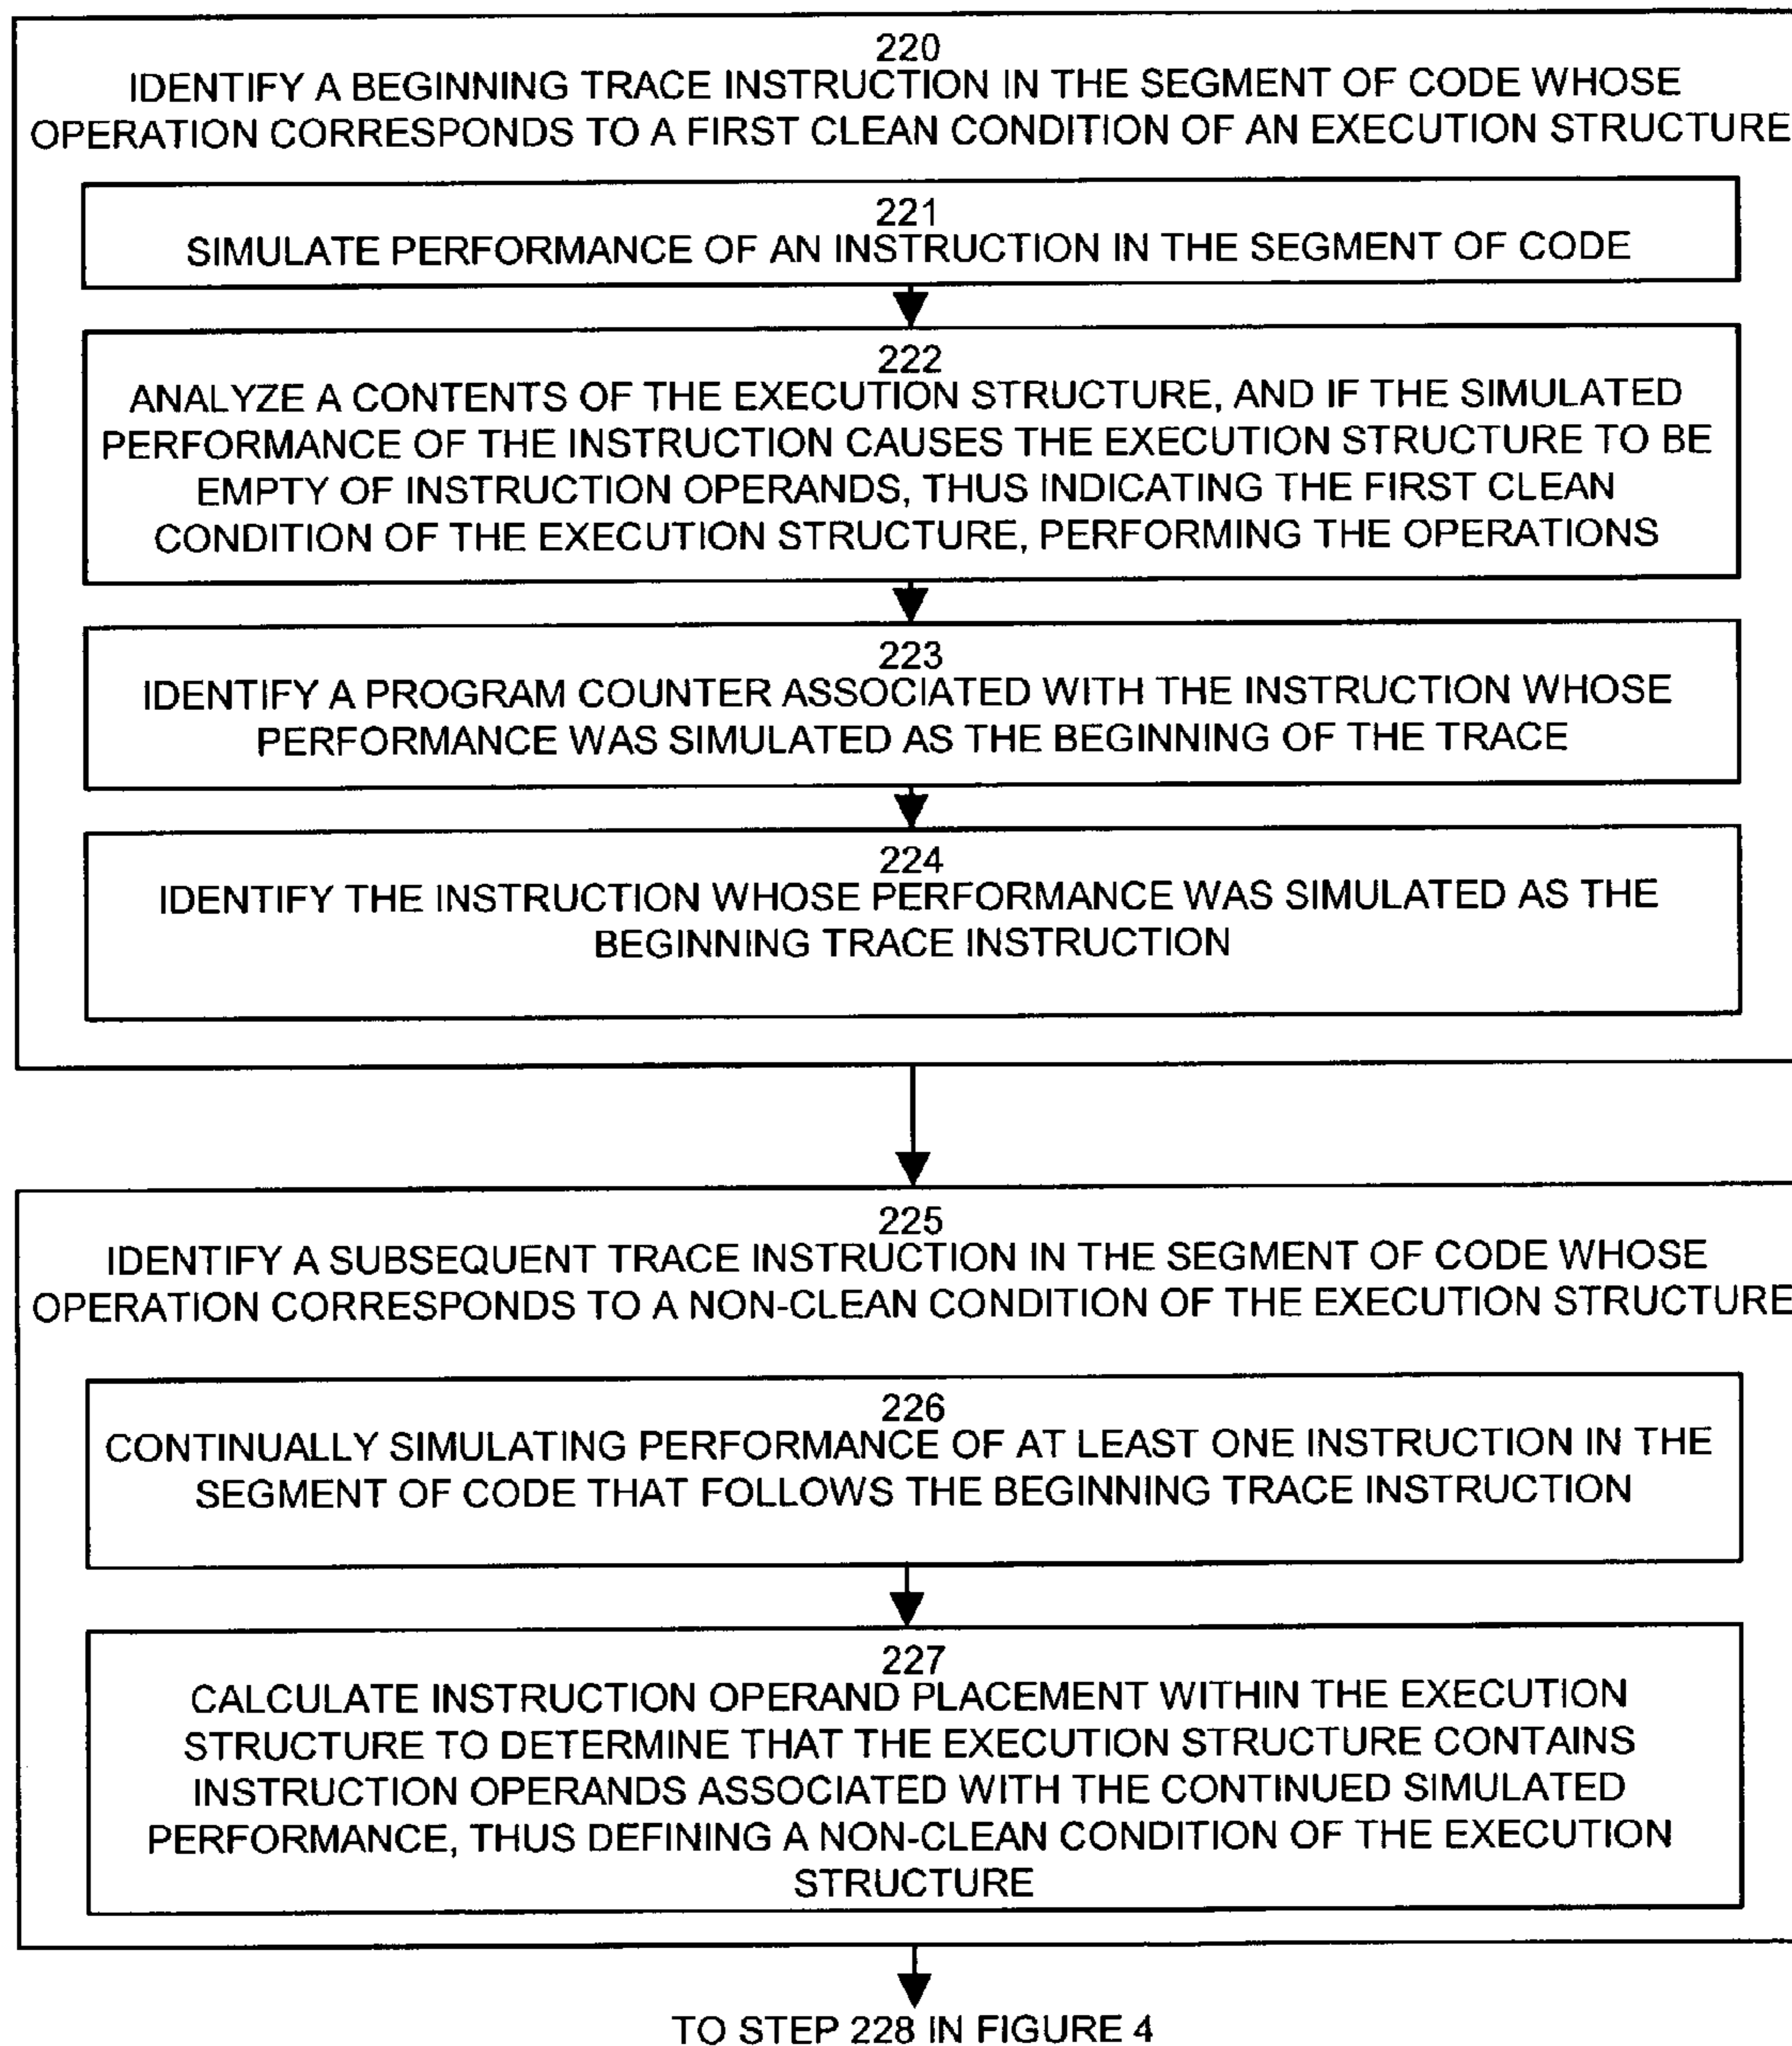 220
IDENTIFY A BEGINNING TRACE INSTRUCTION IN THE SEGMENT OF CODE WHOSE
OPERATION CORRESPONDS TO A FIRST CLEAN CONDITION OF AN EXECUTION STRUCTURE
221
SIMULATE PERFORMANCE OF AN INSTRUCTION IN THE SEGMENT OF CODE
222
ANALYZE A CONTENTS OF THE EXECUTION STRUCTURE, AND IF THE SIMULATED
PERFORMANCE OF THE INSTRUCTION CAUSES THE EXECUTION STRUCTURE TO BE
EMPTY OF INSTRUCTION OPERANDS, THUS INDICATING THE FIRST CLEAN
CONDITION OF THE EXECUTION STRUCTURE, PERFORMING THE OPERATIONS
223
IDENTIFY A PROGRAM COUNTER ASSOCIATED WITH THE INSTRUCTION WHOSE
PERFORMANCE WAS SIMULATED AS THE BEGINNING OF THE TRACE
224
IDENTIFY THE INSTRUCTION WHOSE PERFORMANCE WAS SIMULATED AS THE
BEGINNING TRACE INSTRUCTION
225
IDENTIFY A SUBSEQUENT TRACE INSTRUCTION IN THE SEGMENT OF CODE WHOSE
OPERATION CORRESPONDS TO A NON-CLEAN CONDITION OF THE EXECUTION STRUCTURE
226
CONTINUALLY SIMULATING PERFORMANCE OF AT LEAST ONE INSTRUCTION IN THE
SEGMENT OF CODE THAT FOLLOWS THE BEGINNING TRACE INSTRUCTION
227
CALCULATE INSTRUCTION OPERAND PLACEMENT WITHIN THE EXECUTION
STRUCTURE TO DETERMINE THAT THE EXECUTION STRUCTURE CONTAINS
INSTRUCTION OPERANDS ASSOCIATED WITH THE CONTINUED SIMULATED
PERFORMANCE, THUS DEFINING A NON-CLEAN CONDITION OF THE EXECUTION
STRUCTURE
TO STEP 228 IN FIGURE 4